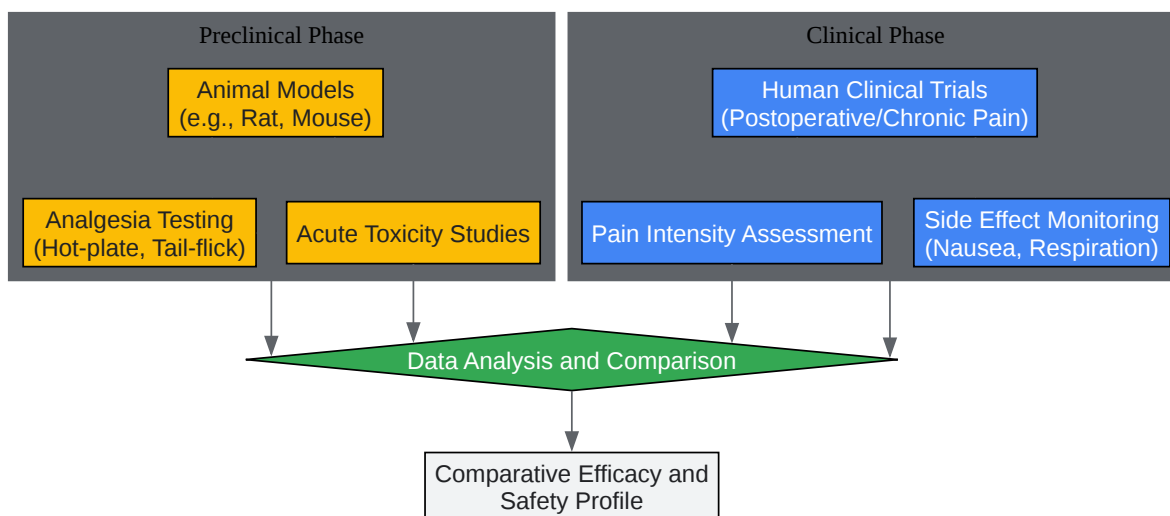 Preclinical Phase
Animal Models
(e.g., Rat, Mouse)
Analgesia Testing
(Hot-plate, Tail-flick)
Acute Toxicity Studies
Clinical Phase
Human Clinical Trials
(Postoperative/Chronic Pain)
Pain Intensity Assessment
Side Effect Monitoring
(Nausea, Respiration)
Data Analysis and Comparison
Comparative Efficacy and
Safety Profile